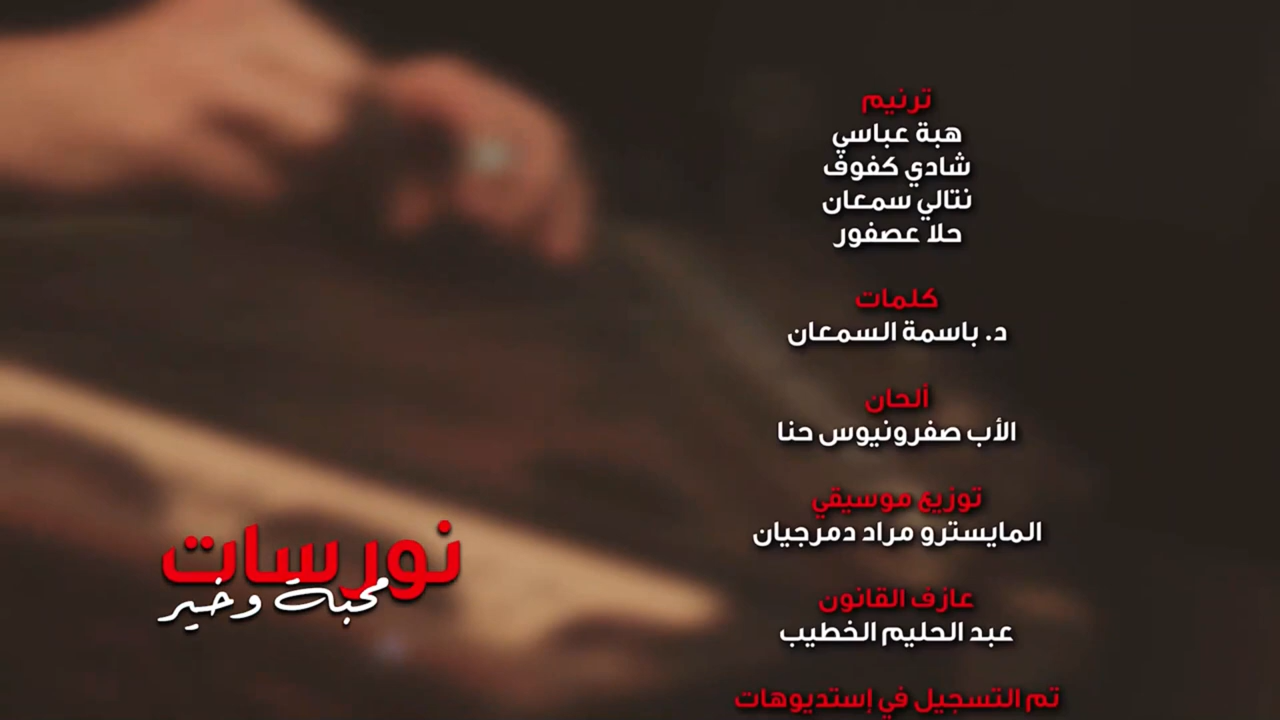 ترنيم
هبة عباسي
شادي كفوف
نتالي سمعان
حلا عصفور
كلمات
د. باسمة السمعان
ألحان
الأب صفرونيوس حنا
توزيع موسيقي
المايسترو مراد دمرجيان
عازف القانون
عبد الحليم الخطيب
تم التسجيل في إستديوهات
نورسات
محبة وخير